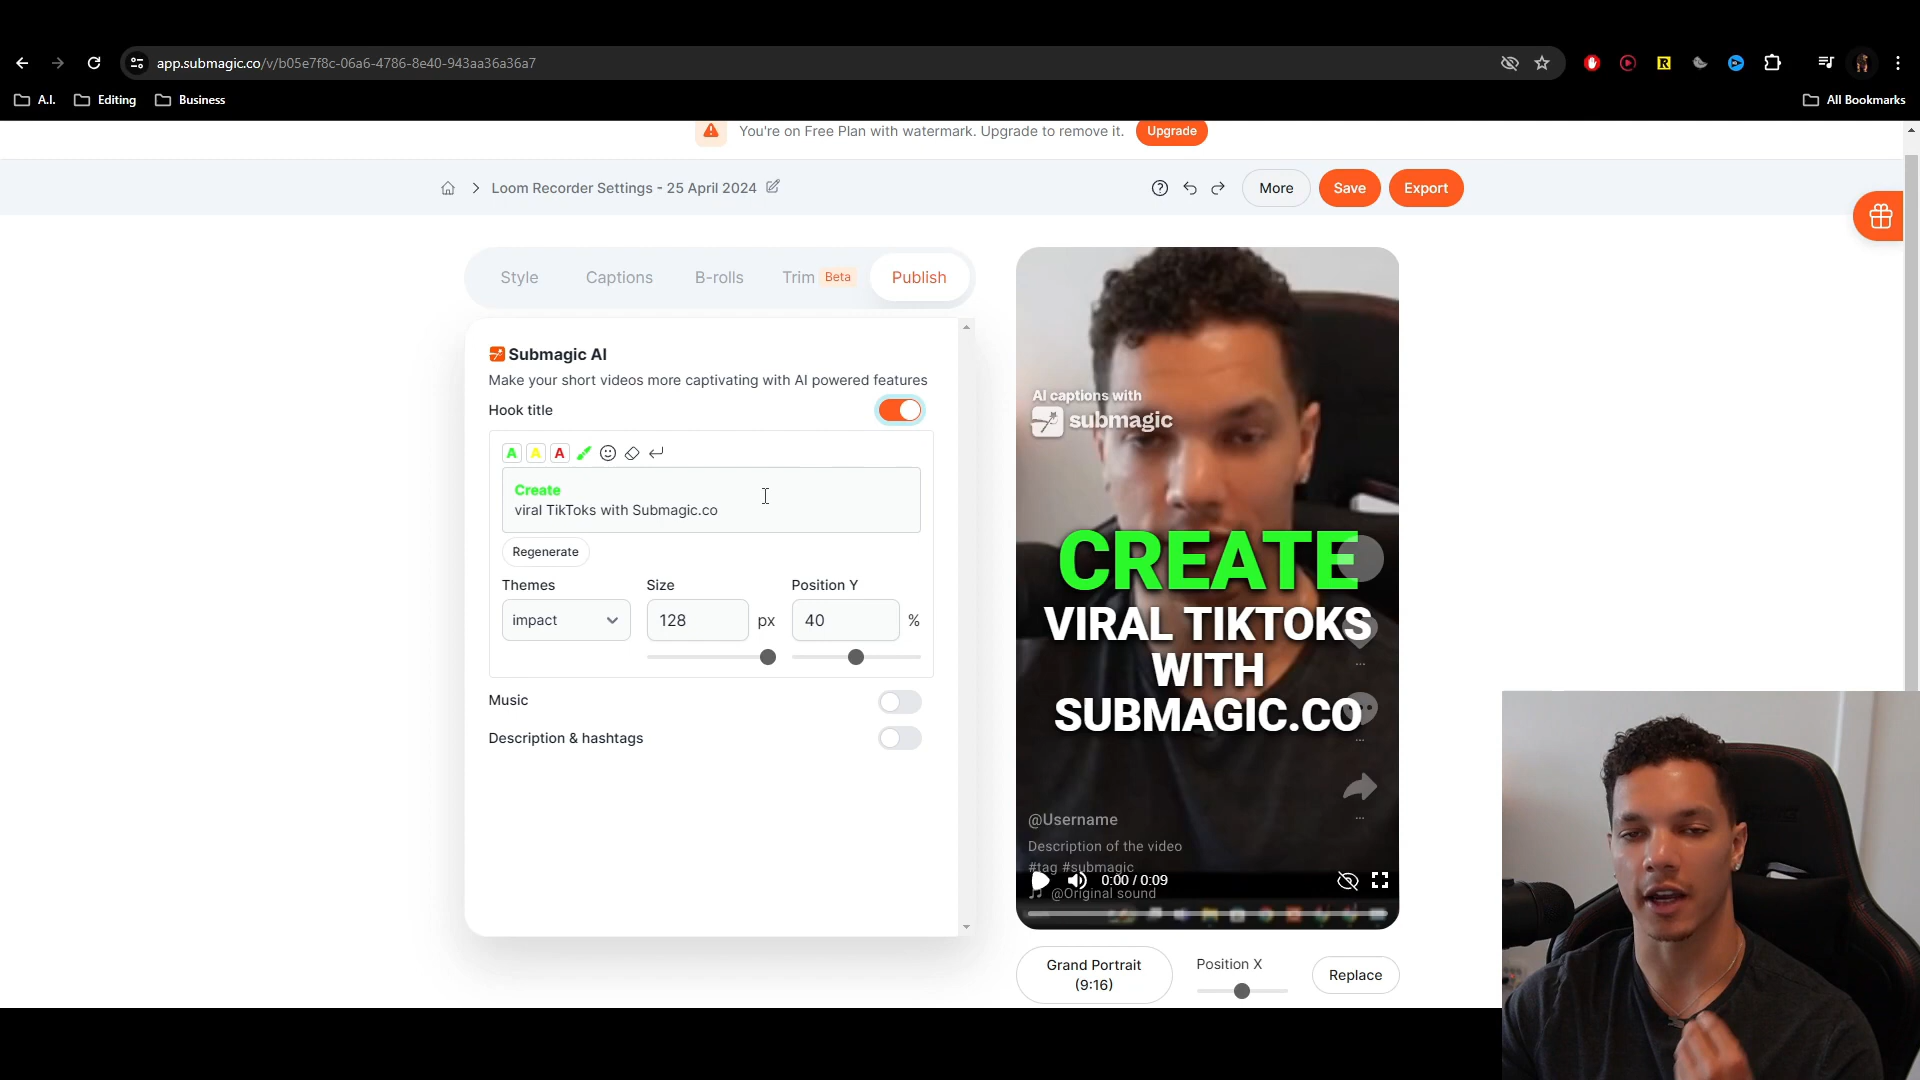 app.submagic.co/v/b05e7f8c-06a6-4786-8e40-943aa36a36a7
A.I.
Editing
Business
All Bookmarks
You're on Free Plan with watermark. Upgrade to remove it.
Upgrade
Loom Recorder Settings - 25 April 2024
More
Save
Export
Style
Captions
B-rolls
Trim
Beta
Publish
Submagic AI
Make your short videos more captivating with AI powered features
Hook title
A A A
Create
viral TikToks with Submagic.co
Regenerate
Themes
Size
Position Y
impact
128
px
40
%
Music
Description & hashtags
AI captions with
submagic
CREATE
VIRAL TIKTOKS
WITH
SUBMAGIC.CO
...
...
...
@Username
Description of the video
#tag #submagic
0:00 / 0:09
@Original sound
Grand Portrait
(9:16)
Position X
Replace